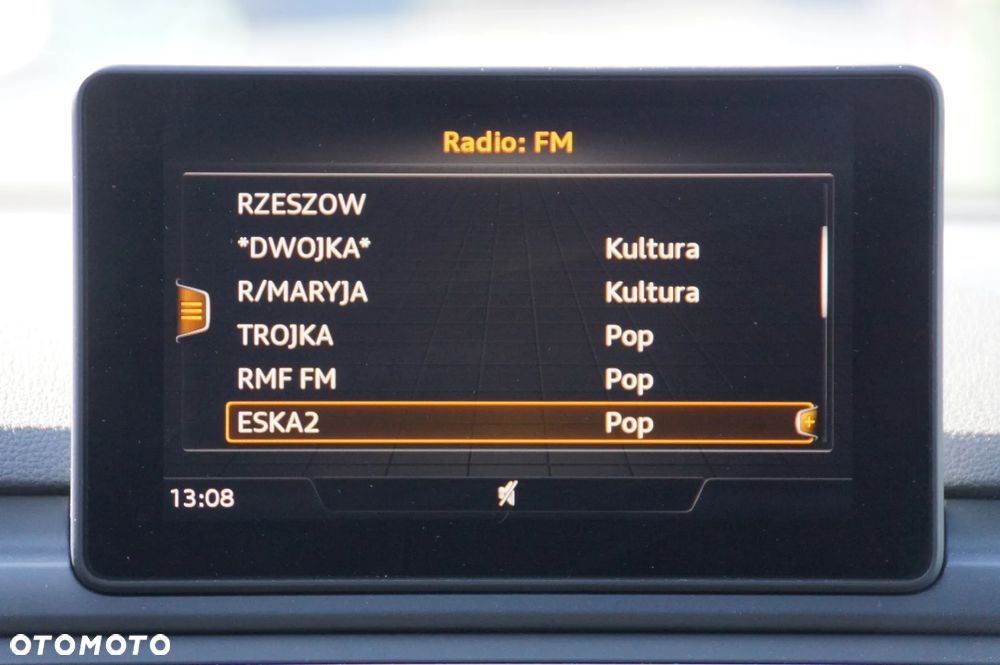 Radio: FM
RZESZOW
*DWOJKA* Kultura
R/MARYJA Kultura
TROJKA Pop
RMF FM Pop
ESKA2 Pop
13:08
OTOMOTO